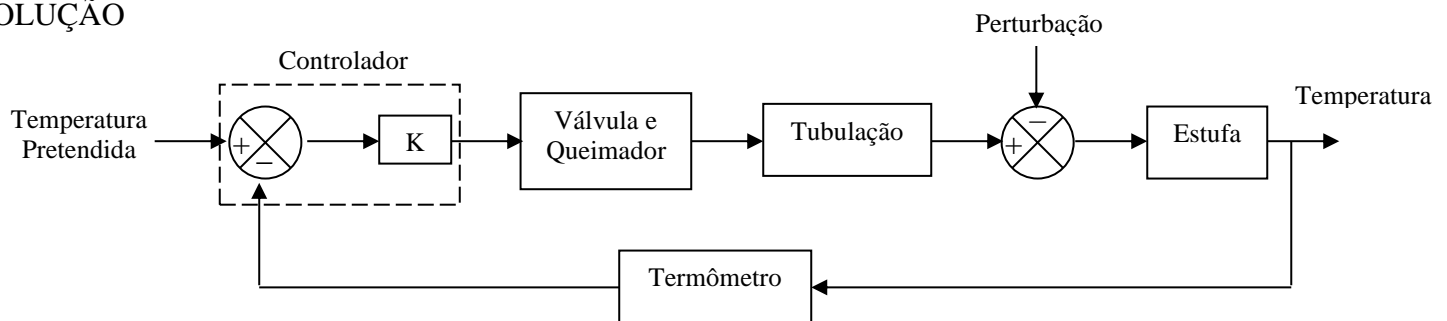 OLUÇÃO
Perturbação
Controlador
Temperatura
Temperatura
Pretendida
+
−
K
Válvula e
Queimador
Tubulação
−
+
Estufa
Termômetro